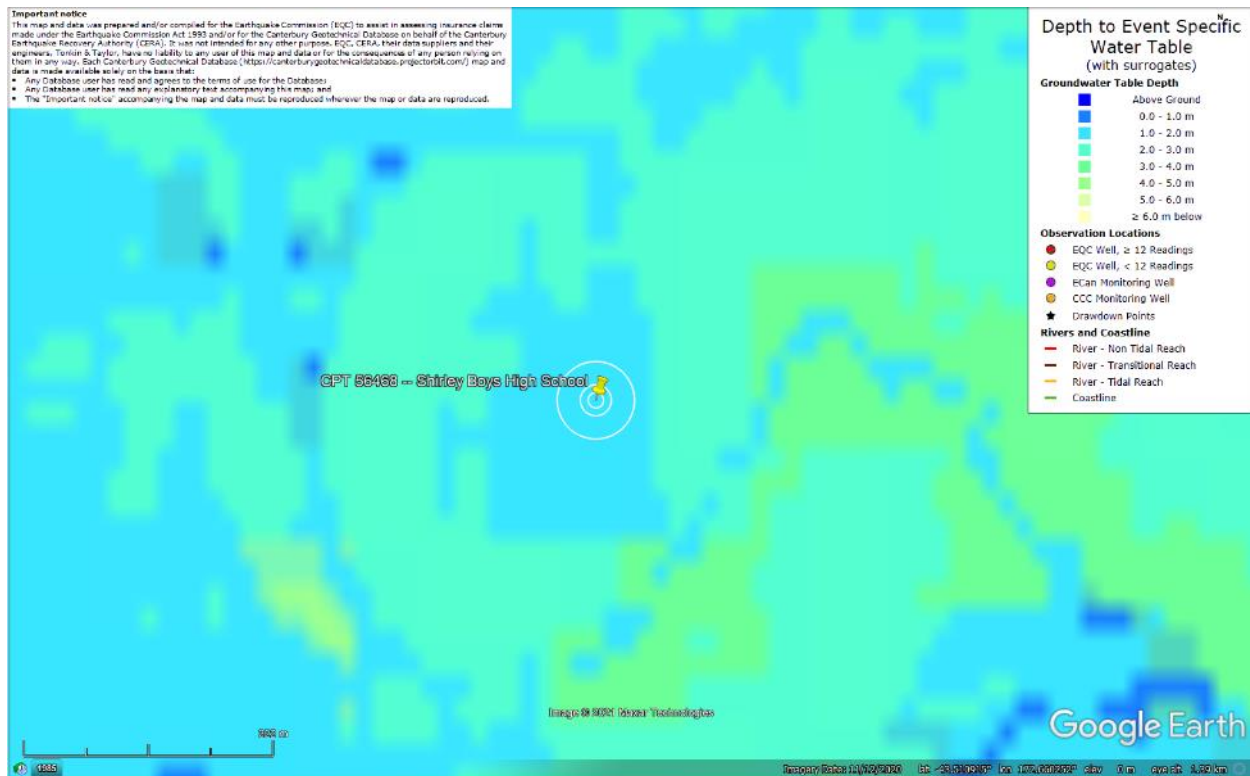 Important notice
This map and data was prepared and/or compiled for the Earthquake Commission (EQC) to assist in assessing insurance claims
made under the Earthquake Commission Act 1993 and/or for the Canterbury Geotechnical Database on behalf of the Canterbury
Earthquake Recovery Authority (CERA). It was not intended for any other purpose. EQC, CERA, their data suppliers and their
engineers, Tonkin & Taylor, have no liability to any user of this map and data or for the consequences of any person relying on
them in any way. Each Canterbury Geotechnical Database (https://canterburygeotechnicaldatabase.projectorbit.com/) map and
data is made available solely on the basis that:
• Any Database user has read and agrees to the terms of use for the Database;
• Any Database user has read any explanatory text accompanying this map; and
• The "Important notice" accompanying the map and data must be reproduced wherever the map or data are reproduced.
N
Depth to Event Specific
Water Table
(with surrogates)
Groundwater Table Depth
Above Ground
0.0 - 1.0 m
1.0 - 2.0 m
2.0 - 3.0 m
3.0 - 4.0 m
4.0 - 5.0 m
5.0 - 6.0 m
≥ 6.0 m below
Observation Locations
EQC Well, ≥ 12 Readings
EQC Well, < 12 Readings
ECan Monitoring Well
CCC Monitoring Well
Drawdown Points
Rivers and Coastline
River - Non Tidal Reach
River - Transitional Reach
River - Tidal Reach
Coastline
CPT 56468 -- Shirley Boys High School
Image © 2021 Maxar Technologies
Google Earth
1985
Imagery Date: lat lon elev 0 m eye alt